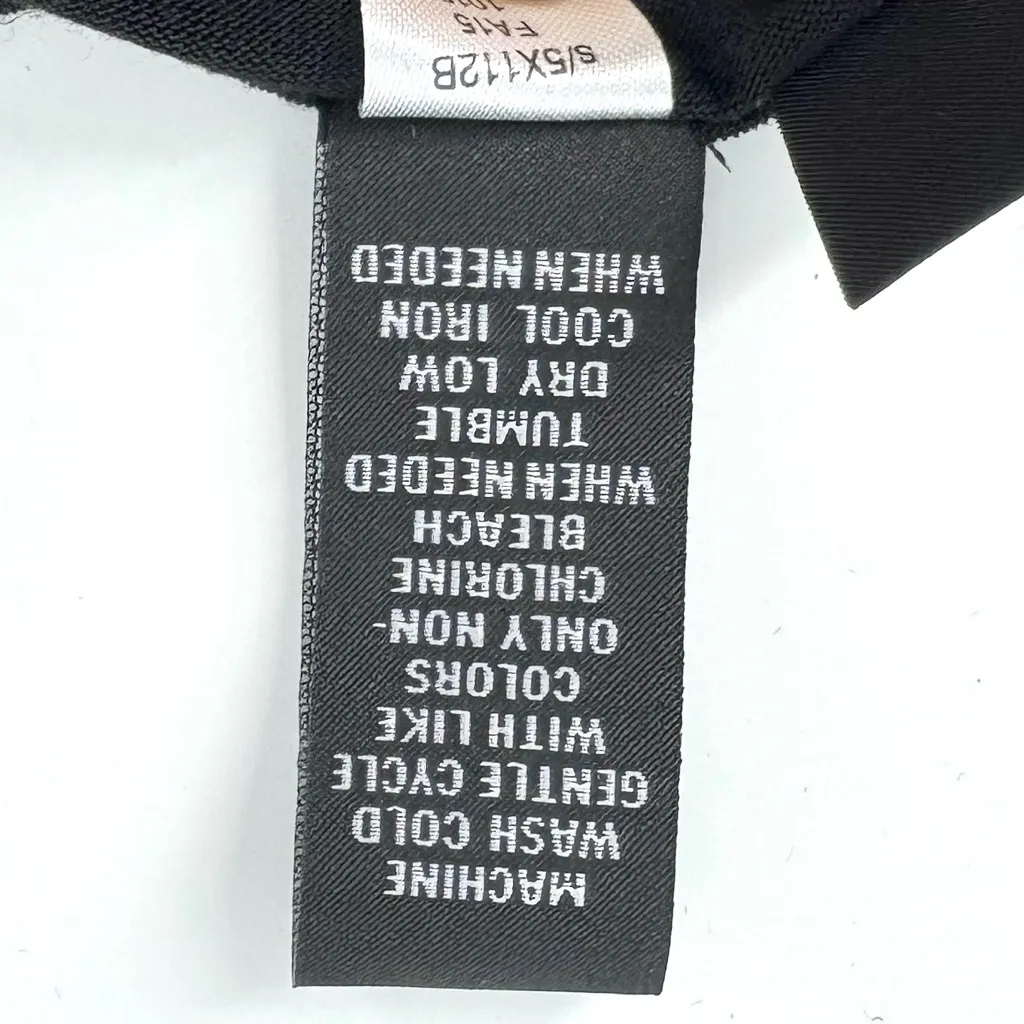 MACHINE
WASH COLD
GENTLE CYCLE
WITH LIKE
COLORS
ONLY NON-
CHLORINE
BLEACH
WHEN NEEDED
TUMBLE
DRY LOW
COOL IRON
WHEN NEEDED
s/5X112B
FA15